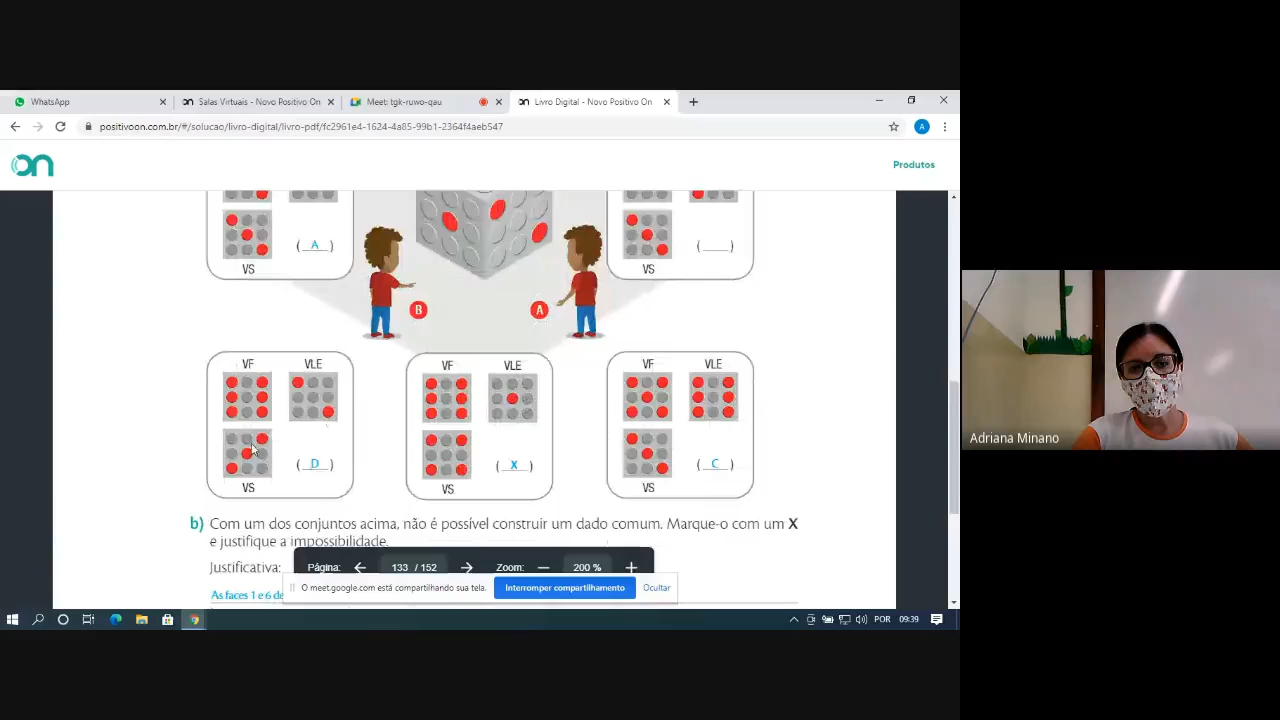 WhatsApp
Salas Virtuais - Novo Positivo On
Meet: tgk-ruwo-qau
Livro Digital - Novo Positivo On
positivoon.com.br/#/solucao/livro-digital/livro-pdf/fc2961e4-1624-4a85-99b1-2364f4aeb547
A
on
Produtos
( A )
VS
B
A
(___)
VS
VF VLE
( D )
VS
VF VLE
( X )
VS
VF VLE
( C )
VS
b) Com um dos conjuntos acima, não é possível construir um dado comum. Marque-o com um X
e justifique a impossibilidade.
Justificativa:
Página: 133 / 152 Zoom: 200 %
As faces 1 e 6 de
O meet.google.com está compartilhando sua tela.
Interromper compartilhamento
Ocultar
POR
09:39
Adriana Minano